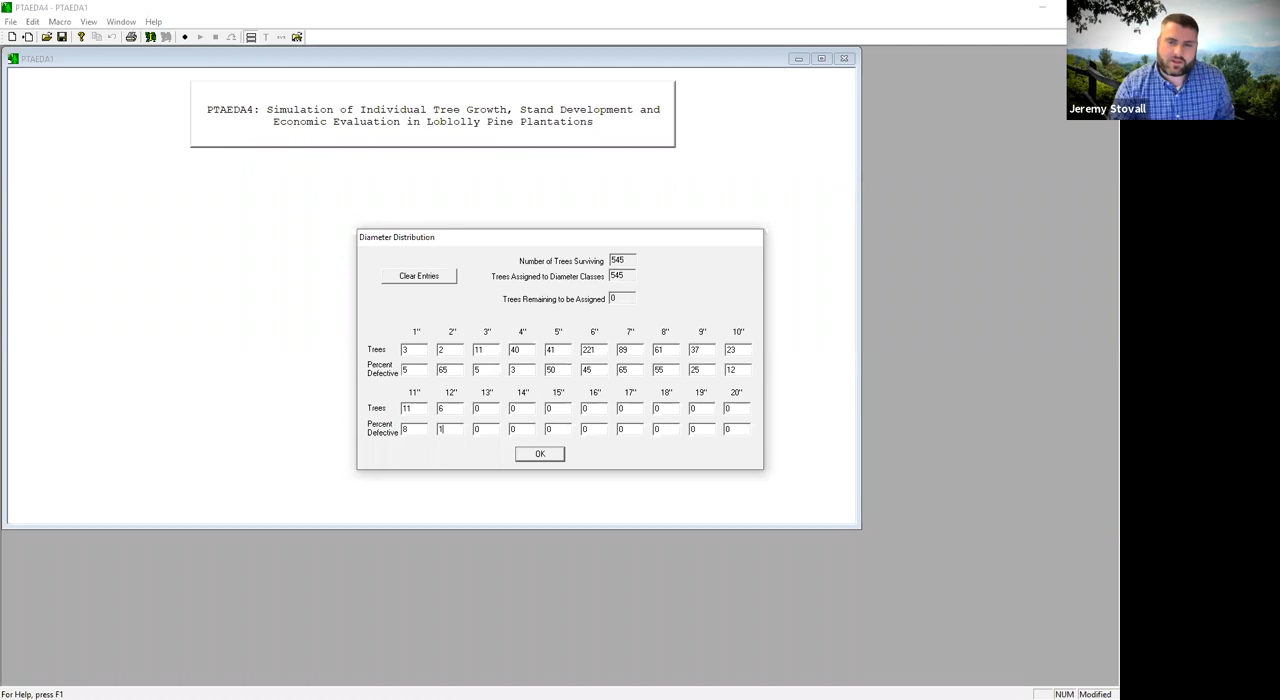 PTAEDA4 - PTAEDA1
File Edit Macro View Window Help
PTAEDA1
PTAEDA4: Simulation of Individual Tree Growth, Stand Development and
Economic Evaluation in Loblolly Pine Plantations
Jeremy Stovall
Diameter Distribution
Clear Entries
Number of Trees Surviving 545
Trees Assigned to Diameter Classes 545
Trees Remaining to be Assigned 0
1" 2" 3" 4" 5" 6" 7" 8" 9" 10"
Trees 3 2 11 40 41 221 89 61 37 23
Percent
Defective 5 65 5 3 50 45 65 55 25 12
11" 12" 13" 14" 15" 16" 17" 18" 19" 20"
Trees 11 6 0 0 0 0 0 0 0 0
Percent
Defective 8 1 0 0 0 0 0 0 0 0
OK
For Help, press F1
NUM Modified